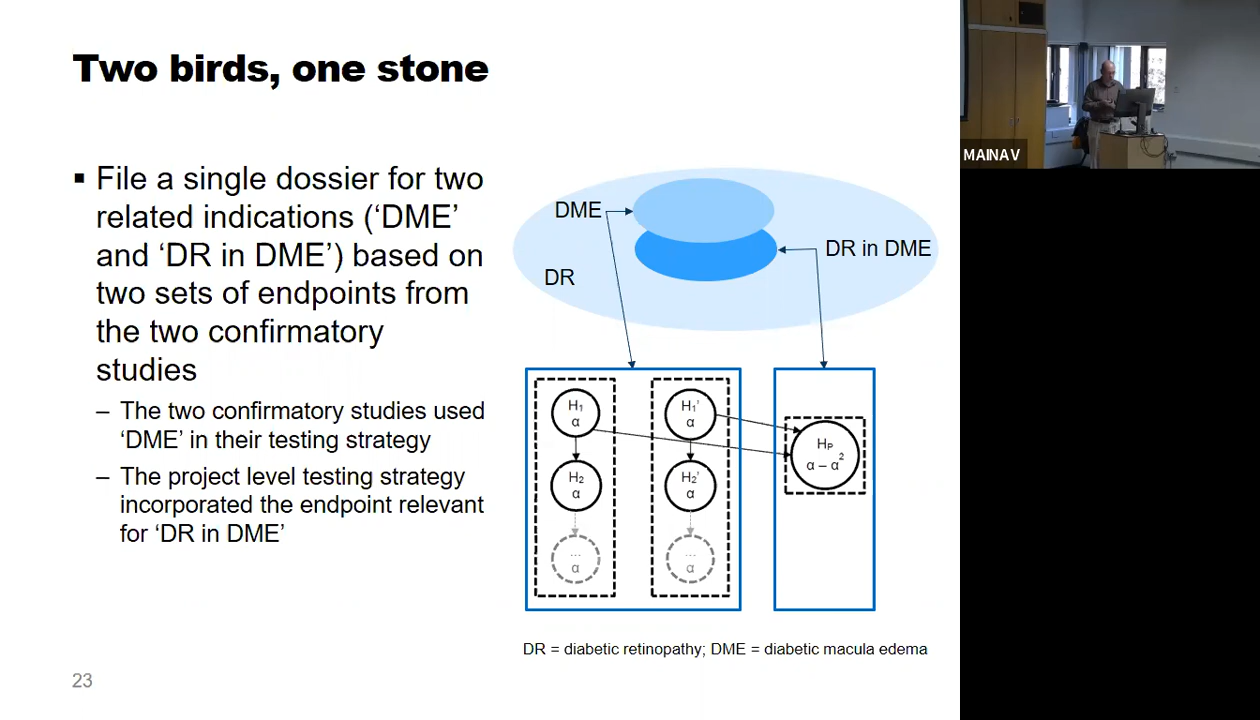 Two birds, one stone
▪ File a single dossier for two
related indications (‘DME’
and ‘DR in DME’) based on
two sets of endpoints from
the two confirmatory
studies
– The two confirmatory studies used
‘DME’ in their testing strategy
– The project level testing strategy
incorporated the endpoint relevant
for ‘DR in DME’
DME
DR in DME
DR
H₁
α
H₁'
α
Hₚ
α – α²
H₂
α
H₂'
α
...
α
...
α
DR = diabetic retinopathy; DME = diabetic macula edema
23
MAIN AV